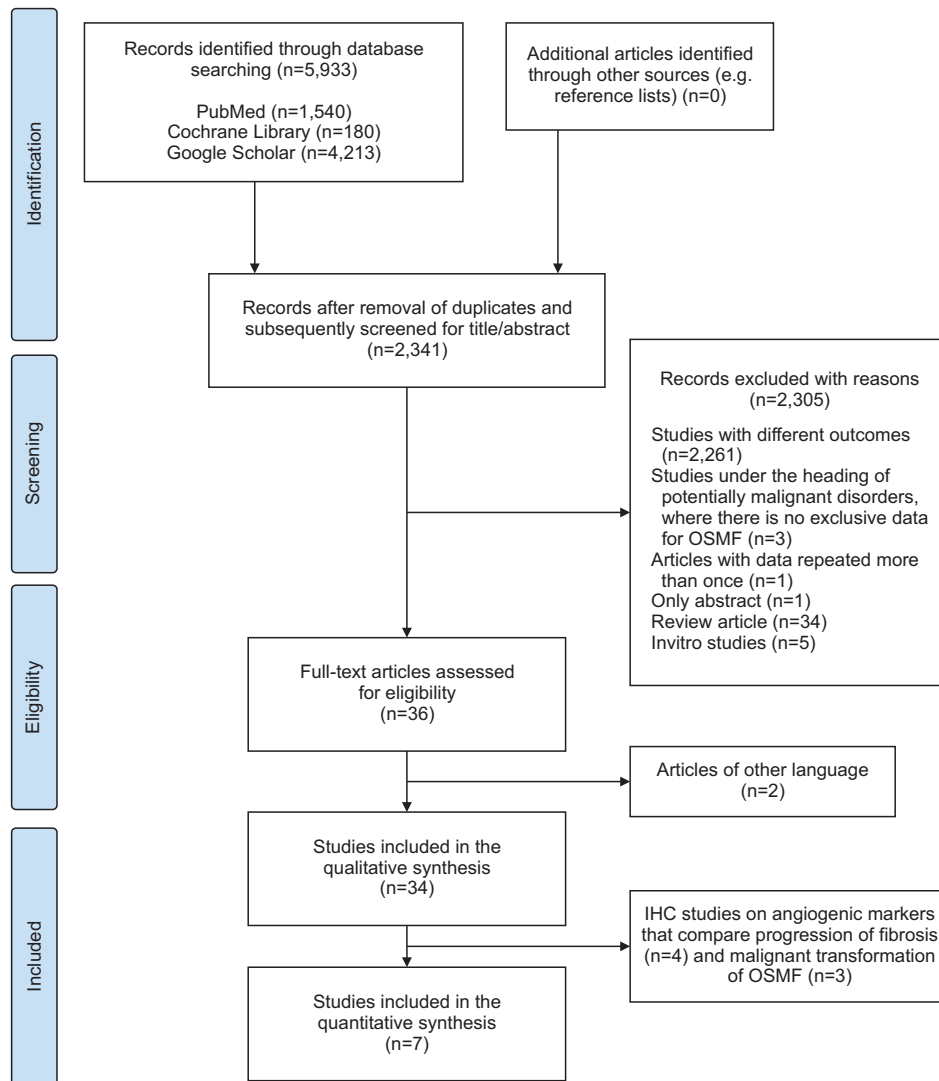 Identification
Records identified through database
searching (n=5,933)
PubMed (n=1,540)
Cochrane Library (n=180)
Google Scholar (n=4,213)
Additional articles identified
through other sources (e.g.
reference lists) (n=0)
Records after removal of duplicates and
subsequently screened for title/abstract
(n=2,341)
Screening
Records excluded with reasons
(n=2,305)
Studies with different outcomes
(n=2,261)
Studies under the heading of
potentially malignant disorders,
where there is no exclusive data
for OSMF (n=3)
Articles with data repeated more
than once (n=1)
Only abstract (n=1)
Review article (n=34)
Invitro studies (n=5)
Eligibility
Full-text articles assessed
for eligibility
(n=36)
Articles of other language
(n=2)
Included
Studies included in the
qualitative synthesis
(n=34)
IHC studies on angiogenic markers
that compare progression of fibrosis
(n=4) and malignant transformation
of OSMF (n=3)
Studies included in the
quantitative synthesis
(n=7)